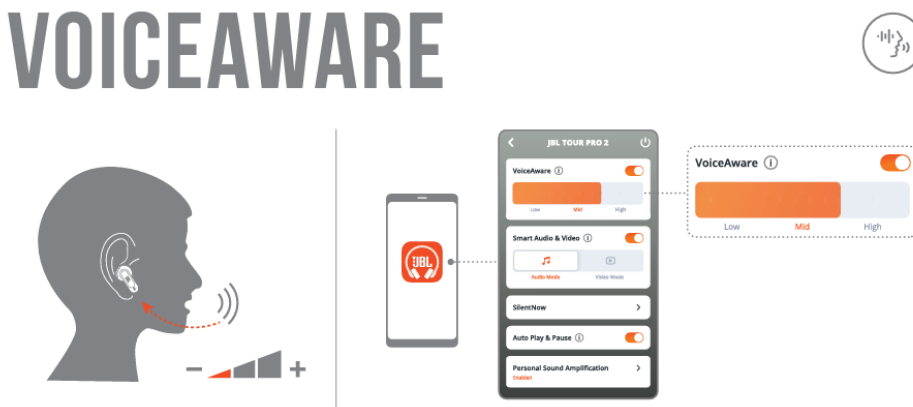 VOICEAWARE
JBL
JBL TOUR PRO 2
VoiceAware i
Low Mid High
Smart Audio & Video i
Audio Mode Video Mode
SilentNow
Auto Play & Pause i
Personal Sound Amplification
Enabled
VoiceAware i
Low Mid High
- +